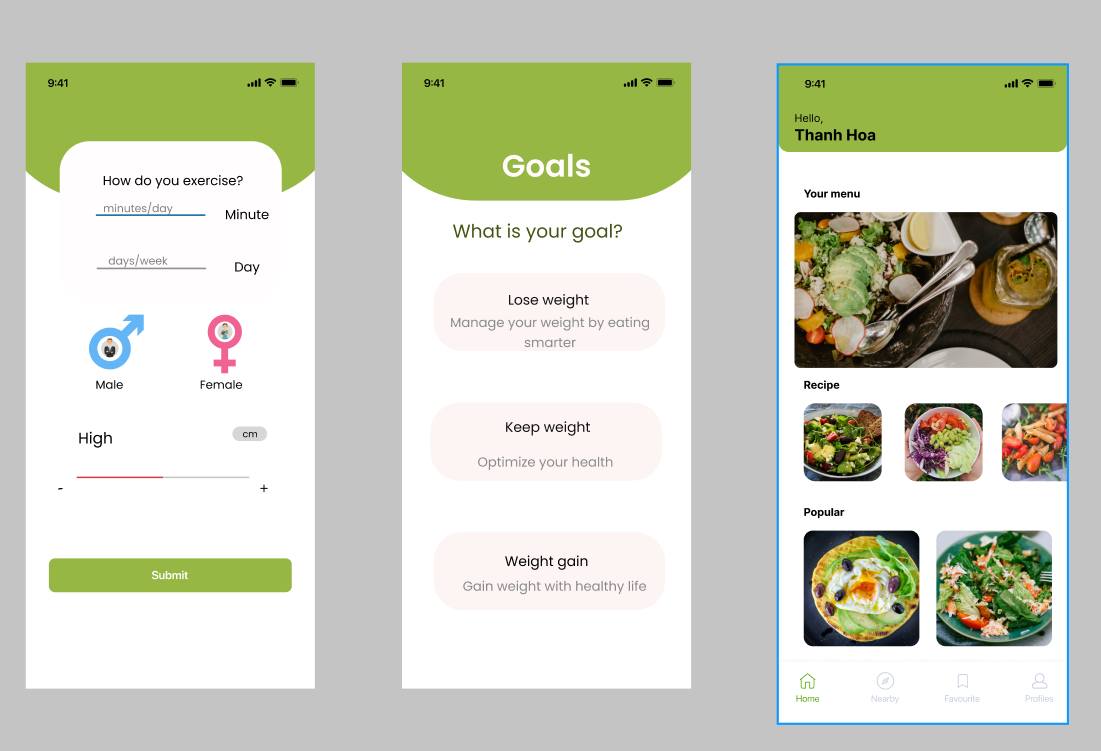 9:41
How do you exercise?
minutes/day
Minute
days/week
Day
Male
Female
High
cm
-
+
Submit
9:41
Goals
What is your goal?
Lose weight
Manage your weight by eating
smarter
Keep weight
Optimize your health
Weight gain
Gain weight with healthy life
9:41
Hello,
Thanh Hoa
Your menu
Recipe
Popular
Home
Nearby
Favourite
Profiles